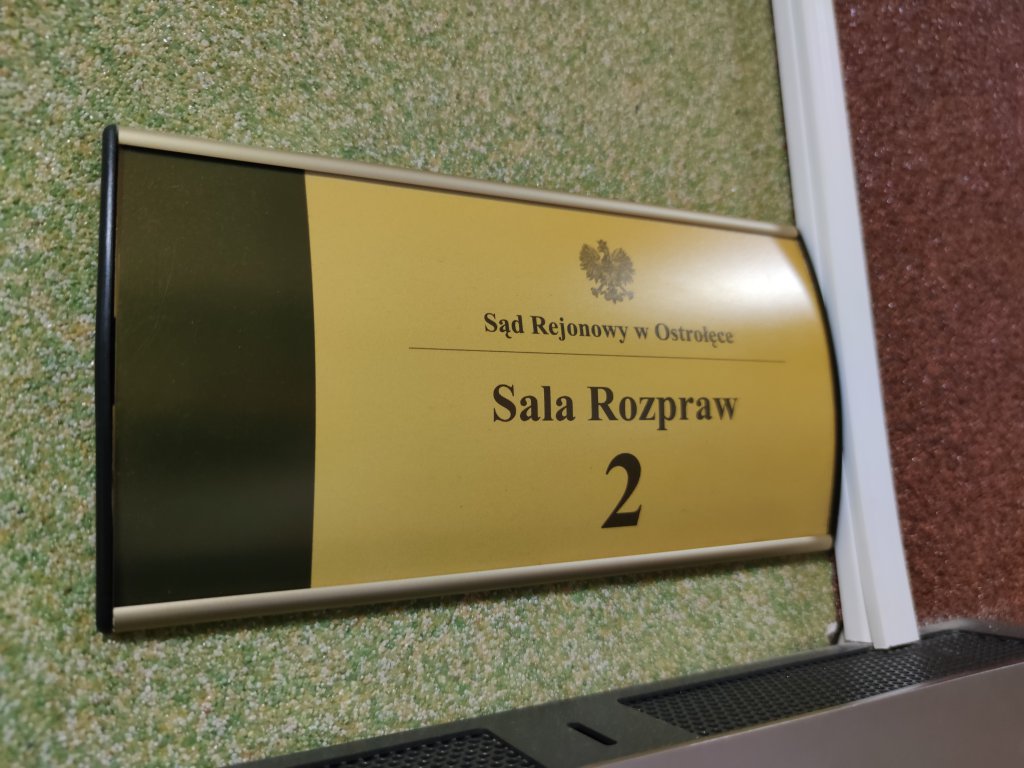 Sąd Rejonowy w Ostrołęce
Sala Rozpraw
2